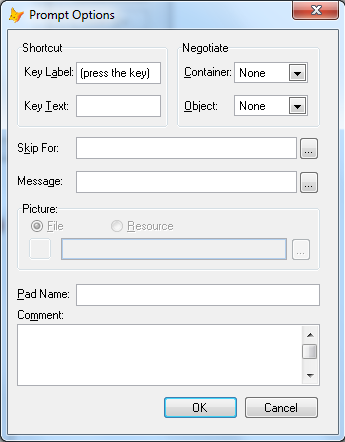 Prompt Options
Shortcut
Key Label: (press the key)
Key Text:
Negotiate
Container: None
Object: None
Skip For: ...
Message: ...
Picture:
File Resource
...
Pad Name:
Comment:
OK Cancel